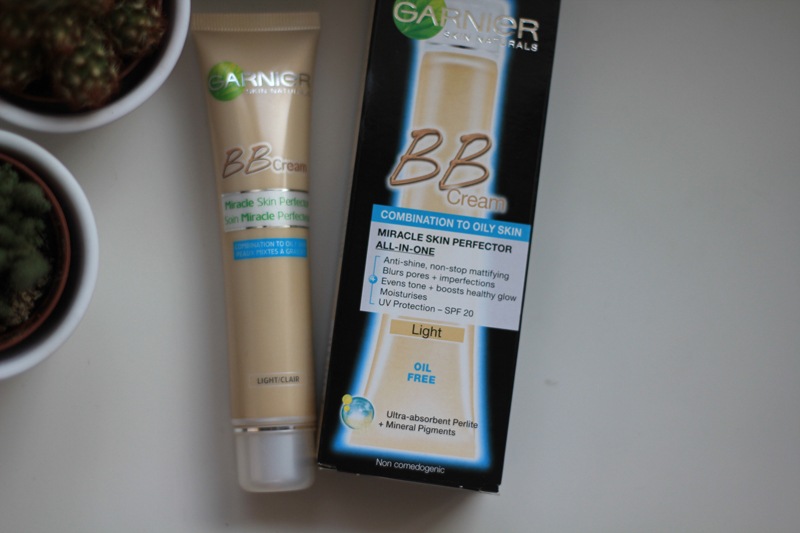 GARNIER
SKIN NATURALS
BB
Cream
Miracle Skin Perfector
Soin Miracle Perfecteur
COMBINATION TO OILY
PEAUX MIXTES À GRASSES
LIGHT/CLAIR
GARNIER
SKIN NATURALS
BB
Cream
COMBINATION TO OILY SKIN
MIRACLE SKIN PERFECTOR
ALL-IN-ONE
Anti-shine, non-stop mattifying
Blurs pores + imperfections
Evens tone + boosts healthy glow
Moisturises
UV Protection – SPF 20
Light
OIL
FREE
Ultra-absorbent Perlite
+ Mineral Pigments
Non comedogenic